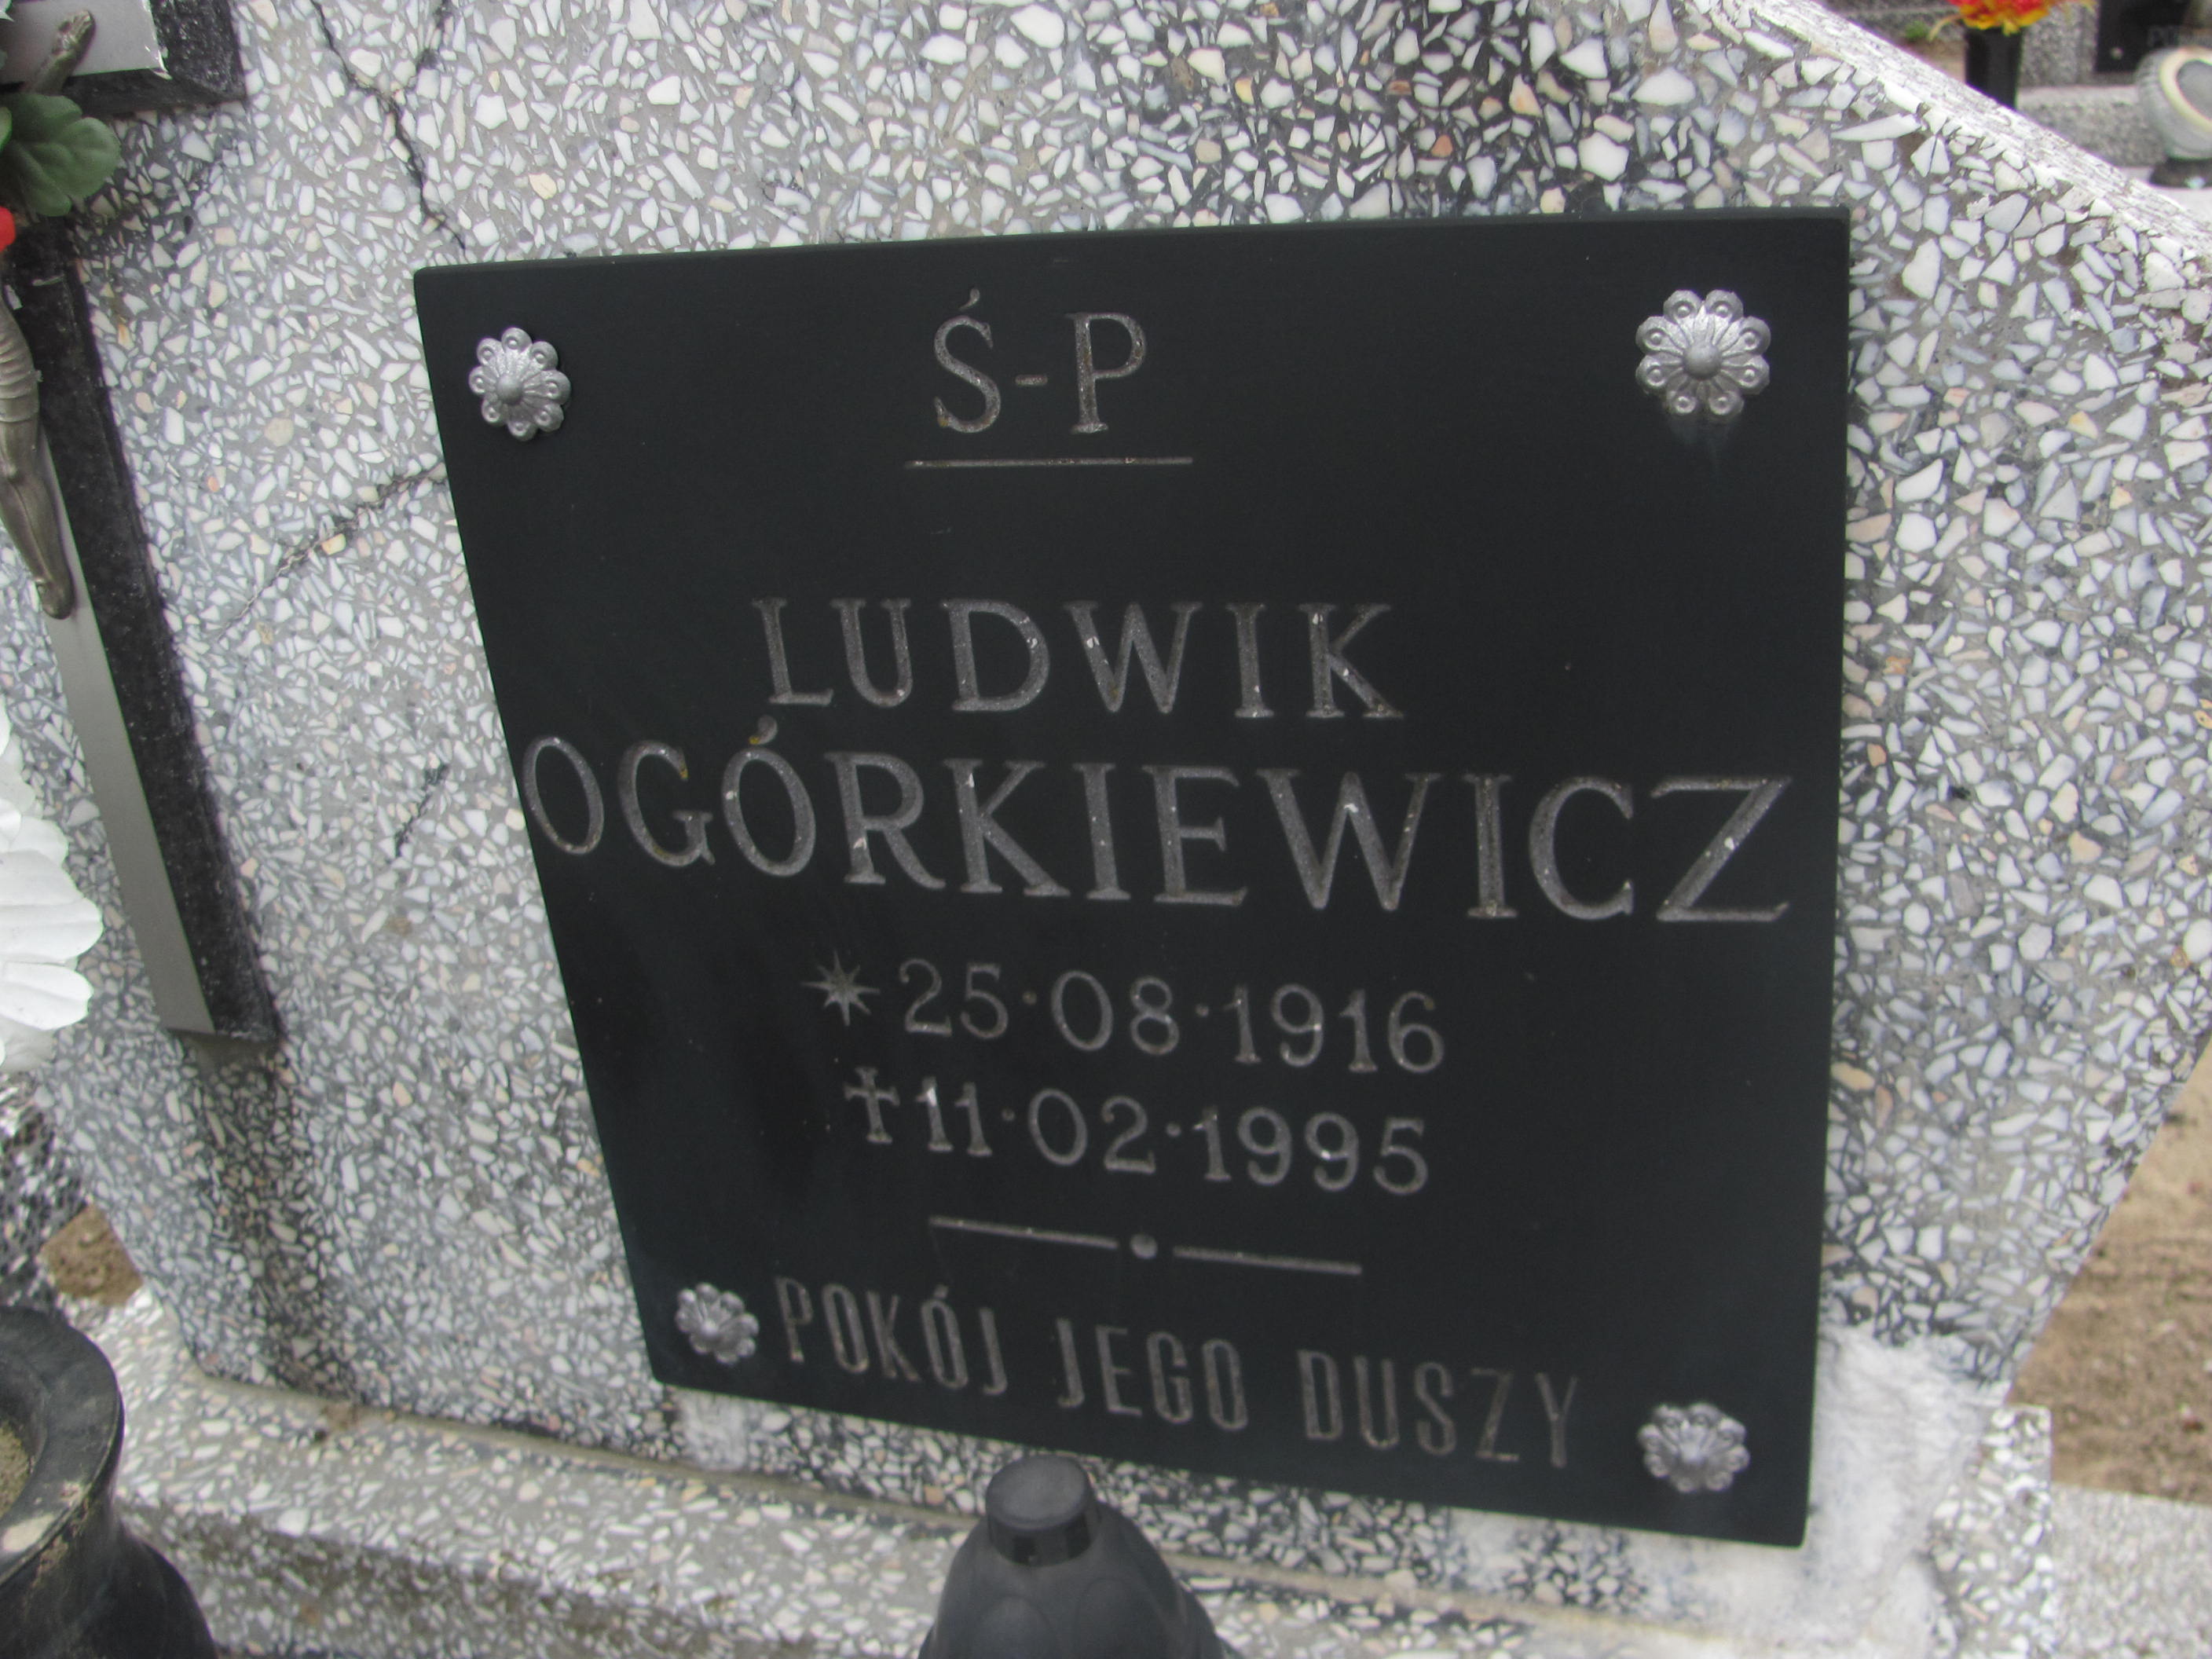 Ś-P
LUDWIK
OGÓRKIEWICZ
* 25·08·1916
†11·02·1995
POKÓJ JEGO DUSZY